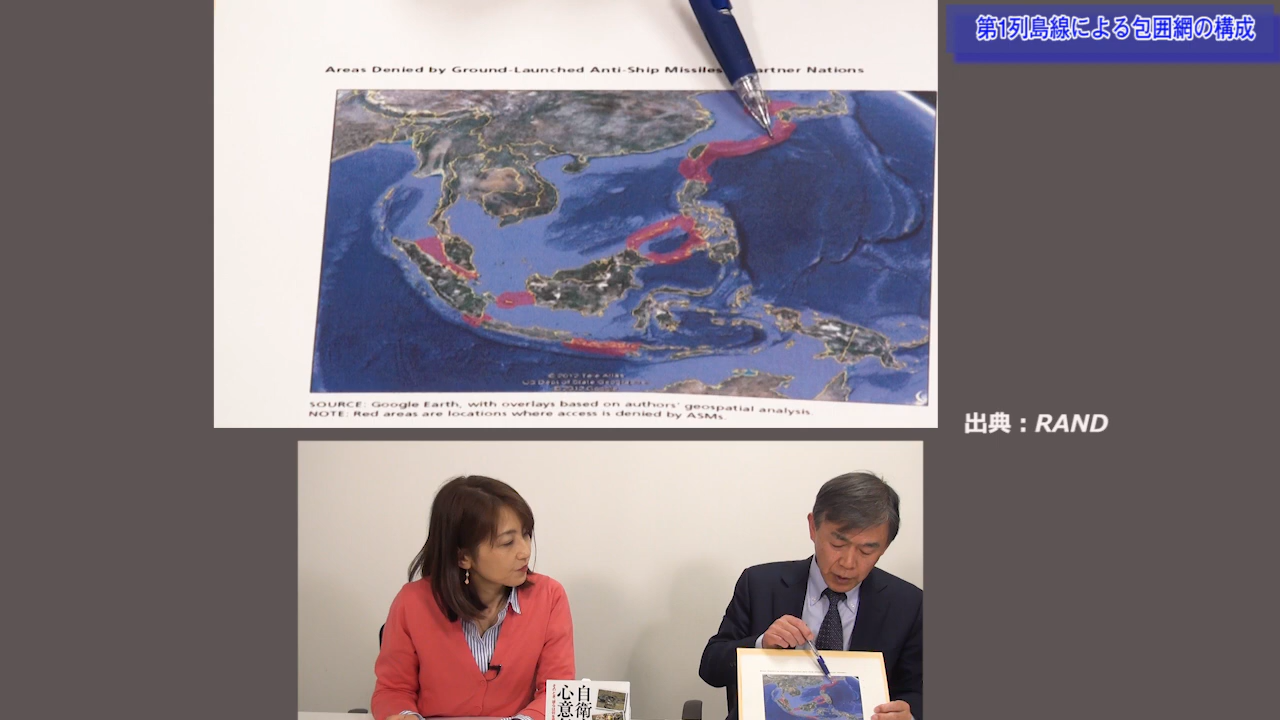 第1列島線による包囲網の構成
Areas Denied by Ground-Launched Anti-Ship Missiles Partner Nations
SOURCE: Google Earth, with overlays based on authors' geospatial analysis.
NOTE: Red areas are locations where access is denied by ASMs.
出典：RAND
自衛
心意